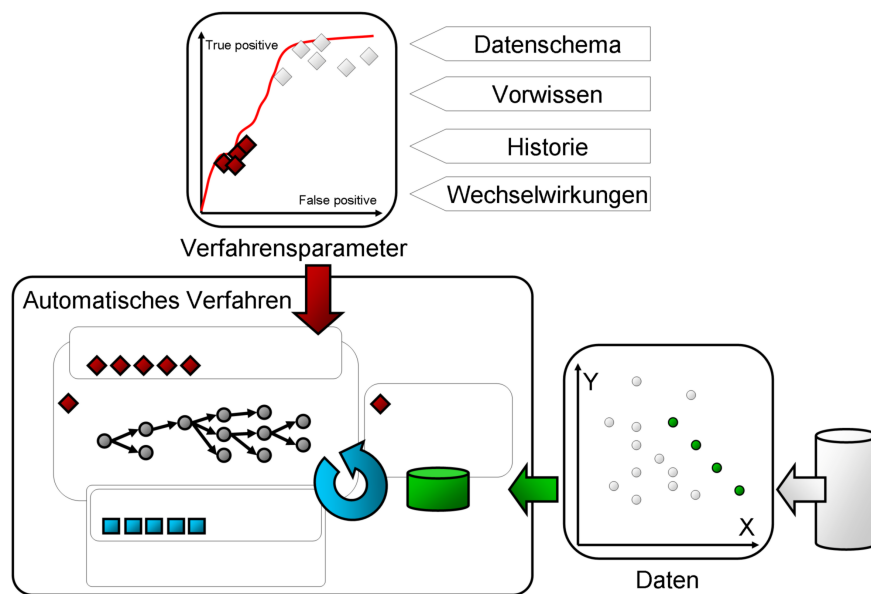 True positive
False positive
Datenschema
Vorwissen
Historie
Wechselwirkungen
Verfahrensparameter
Automatisches Verfahren
Y
X
Daten